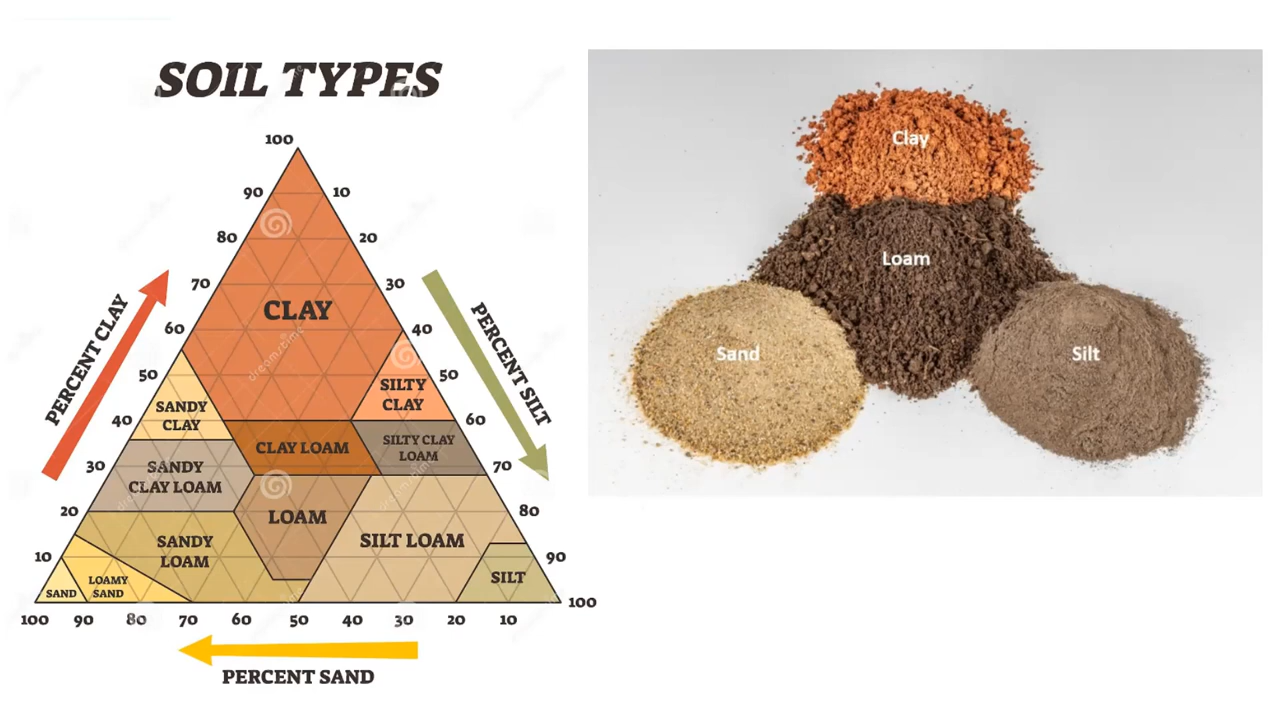 SOIL TYPES
100
90
10
80
20
70
30
CLAY
60
40
50
50
SILTY
CLAY
SANDY
CLAY
40
60
CLAY LOAM
SILTY CLAY
LOAM
30
70
SANDY
CLAY LOAM
20
80
LOAM
SANDY
LOAM
SILT LOAM
10
90
SAND
LOAMY
SAND
SILT
100
100 90 80 70 60 50 40 30 20 10
PERCENT CLAY
PERCENT SILT
PERCENT SAND
Clay
Loam
Sand
Silt
dreamstime